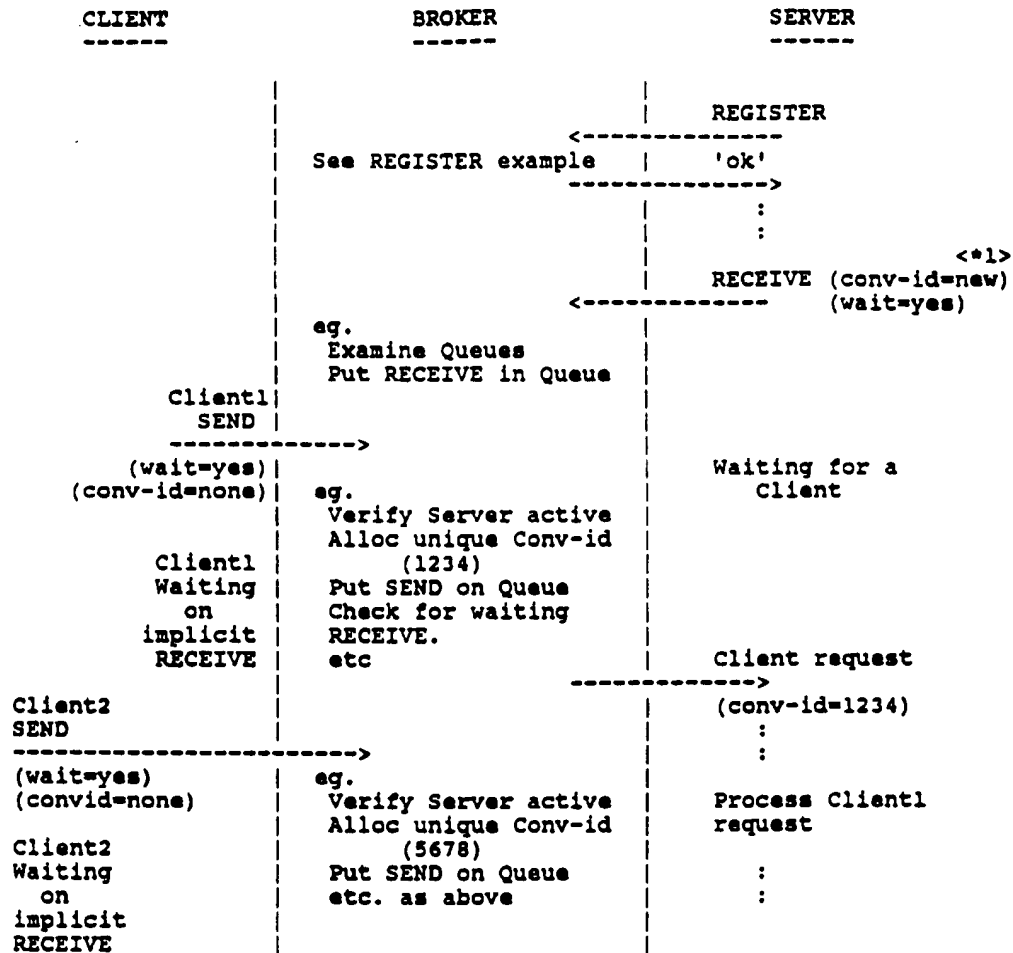 CLIENT BROKER SERVER
------ ------ ------
REGISTER
<--------------
See REGISTER example 'ok'
-------------->
:
:
<*1>
RECEIVE (conv-id=new)
<------------- (wait=yes)
eg.
Examine Queues
Put RECEIVE in Queue
Client1
SEND
------------->
(wait=yes) Waiting for a
(conv-id=none) eg. Client
Verify Server active
Alloc unique Conv-id
Client1 (1234)
Waiting Put SEND on Queue
on Check for waiting
implicit RECEIVE.
RECEIVE etc Client request
------------->
Client2 (conv-id=1234)
SEND :
-----------------------> :
(wait=yes) eg.
(convid=none) Verify Server active Process Client1
Alloc unique Conv-id request
Client2 (5678)
Waiting Put SEND on Queue :
on etc. as above :
implicit
RECEIVE